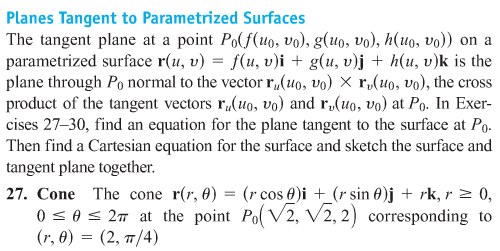 Planes Tangent to Parametrized Surfaces
The tangent plane at a point P₀(f(u₀, v₀), g(u₀, v₀), h(u₀, v₀)) on a
parametrized surface r(u, v) = f(u, v)i + g(u, v)j + h(u, v)k is the
plane through P₀ normal to the vector rᵤ(u₀, v₀) × rᵥ(u₀, v₀), the cross
product of the tangent vectors rᵤ(u₀, v₀) and rᵥ(u₀, v₀) at P₀. In Exer-
cises 27–30, find an equation for the plane tangent to the surface at P₀.
Then find a Cartesian equation for the surface and sketch the surface and
tangent plane together.
27. Cone The cone r(r, θ) = (r cos θ)i + (r sin θ)j + rk, r ≥ 0,
0 ≤ θ ≤ 2π at the point P₀(√2, √2, 2) corresponding to
(r, θ) = (2, π/4)